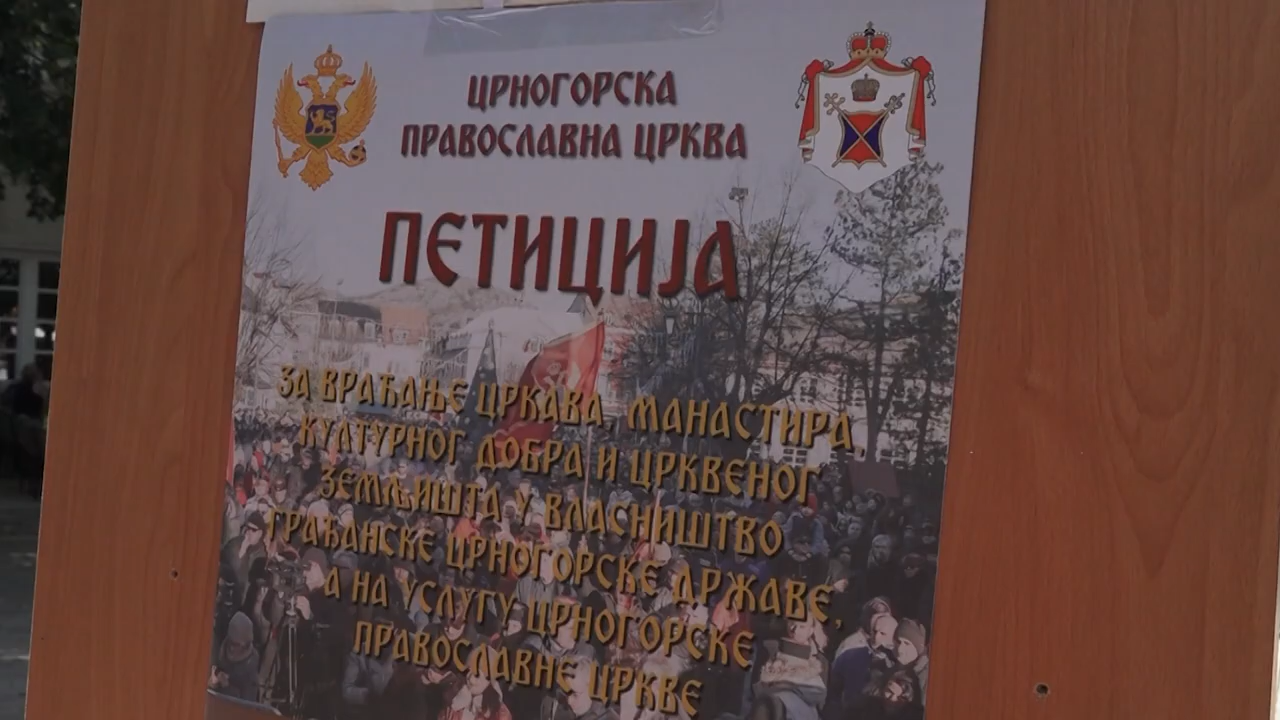 ЦРНОГОРСКА
ПРАВОСЛАВНА ЦРКВА
ПЕТИЦИЈА
ЗА ВРАЋАЊЕ ЦРКАВА, МАНАСТИРА,
КУЛТУРНОГ ДОБРА И ЦРКВЕНОГ
ЗЕМЉИШТА У ВЛАСНИШТВО
ГРАЂАНСКЕ ЦРНОГОРСКЕ ДРЖАВЕ,
А НА УСЛУГУ ЦРНОГОРСКЕ
ПРАВОСЛАВНЕ ЦРКВЕ